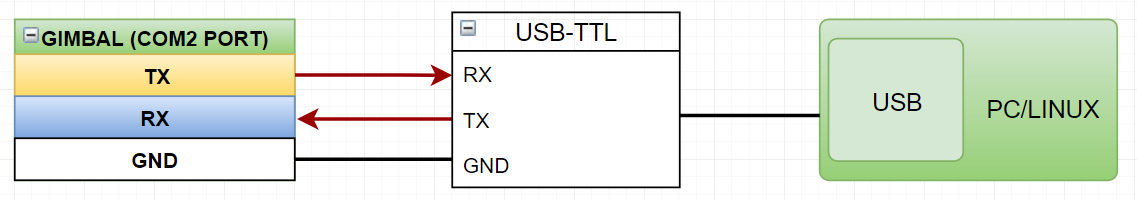 GIMBAL (COM2 PORT)
TX
RX
GND
USB-TTL
RX
TX
GND
USB
PC/LINUX